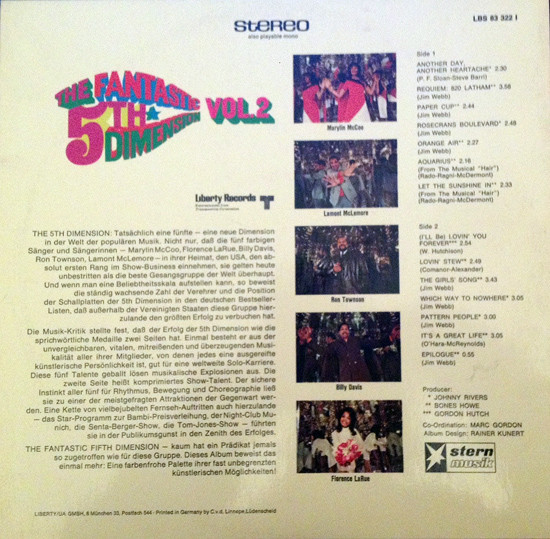 stereo
also playable mono
LBS 83 322 I
THE FANTASTIC
5TH
DIMENSION
VOL.2
Liberty Records
Marylin McCoo
Lamont McLemore
Ron Townson
Billy Davis
Florence LaRue
THE 5TH DIMENSION: Tatsächlich eine fünfte – eine neue Dimension
in der Welt der populären Musik. Nicht nur, daß die fünf farbigen
Sänger und Sängerinnen – Marylin McCoo, Florence LaRue, Billy Davis,
Ron Townson, Lamont McLemore – in ihrer Heimat, den USA, den ab-
solut ersten Rang im Show-Business einnehmen, sie gelten heute
unbestritten als die beste Gesangsgruppe der Welt überhaupt.
Und wenn man eine Beliebtheitsskala aufstellen kann, so beweist
die ständig wachsende Zahl der Verehrer und die Position
der Schallplatten der 5th Dimension in den deutschen Bestseller-
Listen, daß außerhalb der Vereinigten Staaten diese Gruppe hier-
zulande den größten Erfolg zu verbuchen hat.
Die Musik-Kritik stellte fest, daß der Erfolg der 5th Dimension wie die
sprichwörtliche Medaille zwei Seiten hat. Einmal besteht er aus der
unvergleichbaren, vitalen, mitreißenden und überzeugenden Musi-
kalität aller ihrer Mitglieder, von denen jedes eine ausgereifte
künstlerische Persönlichkeit ist, gut für eine weltweite Solo-Karriere.
Diese fünf Talente geballt lösen musikalische Explosionen aus. Die
zweite Seite heißt komprimiertes Show-Talent. Der sichere
Instinkt aller fünf für Rhythmus, Bewegung und Choreographie ließ
sie zu einer der meistgefragten Attraktionen der Gegenwart wer-
den. Eine Kette von vielbejubelten Fernseh-Auftritten auch hierzulande
– das Star-Programm zur Bambi-Preisverleihung, der Night-Club Mu-
nich, die Senta-Berger-Show, die Tom-Jones-Show – führten
sie in der Publikumsgunst in den Zenith des Erfolges.
THE FANTASTIC FIFTH DIMENSION – kaum hat ein Prädikat jemals
so zugetroffen wie für diese Gruppe. Dieses Album beweist das
einmal mehr: Eine farbenfrohe Palette ihrer fast unbegrenzten
künstlerischen Möglichkeiten!
Side 1
ANOTHER DAY,
ANOTHER HEARTACHE* 2.30
(P. F. Sloan-Steve Barri)
REQUIEM: 820 LATHAM** 3.58
(Jim Webb)
PAPER CUP** 2.44
(Jim Webb)
ROSECRANS BOULEVARD* 2.48
(Jim Webb)
ORANGE AIR** 2.27
(Jim Webb)
AQUARIUS** 2.16
(From The Musical "Hair")
(Rado-Ragni-McDermont)
LET THE SUNSHINE IN** 2.33
(From The Musical "Hair")
(Rado-Ragni-McDermont)
Side 2
(I'LL Be) LOVIN' YOU
FOREVER*** 2.54
(W. Hutchison)
LOVIN' STEW** 2.49
(Comanor-Alexander)
THE GIRLS' SONG** 3.43
(Jim Webb)
WHICH WAY TO NOWHERE* 3.05
(Jim Webb)
PATTERN PEOPLE* 3.00
(Jim Webb)
IT'S A GREAT LIFE** 3.05
(O'Hara-McReynolds)
EPILOGUE** 0.55
(Jim Webb)
Producer:
* JOHNNY RIVERS
** BONES HOWE
*** GORDON HUTCH
Co-Ordination: MARC GORDON
Album Design: RAINER KUNERT
stern
musik
LIBERTY/UA GMBH, 8 München 33, Postfach 544 · Printed in Germany by C.v.d. Linnepe, Lüdenscheid